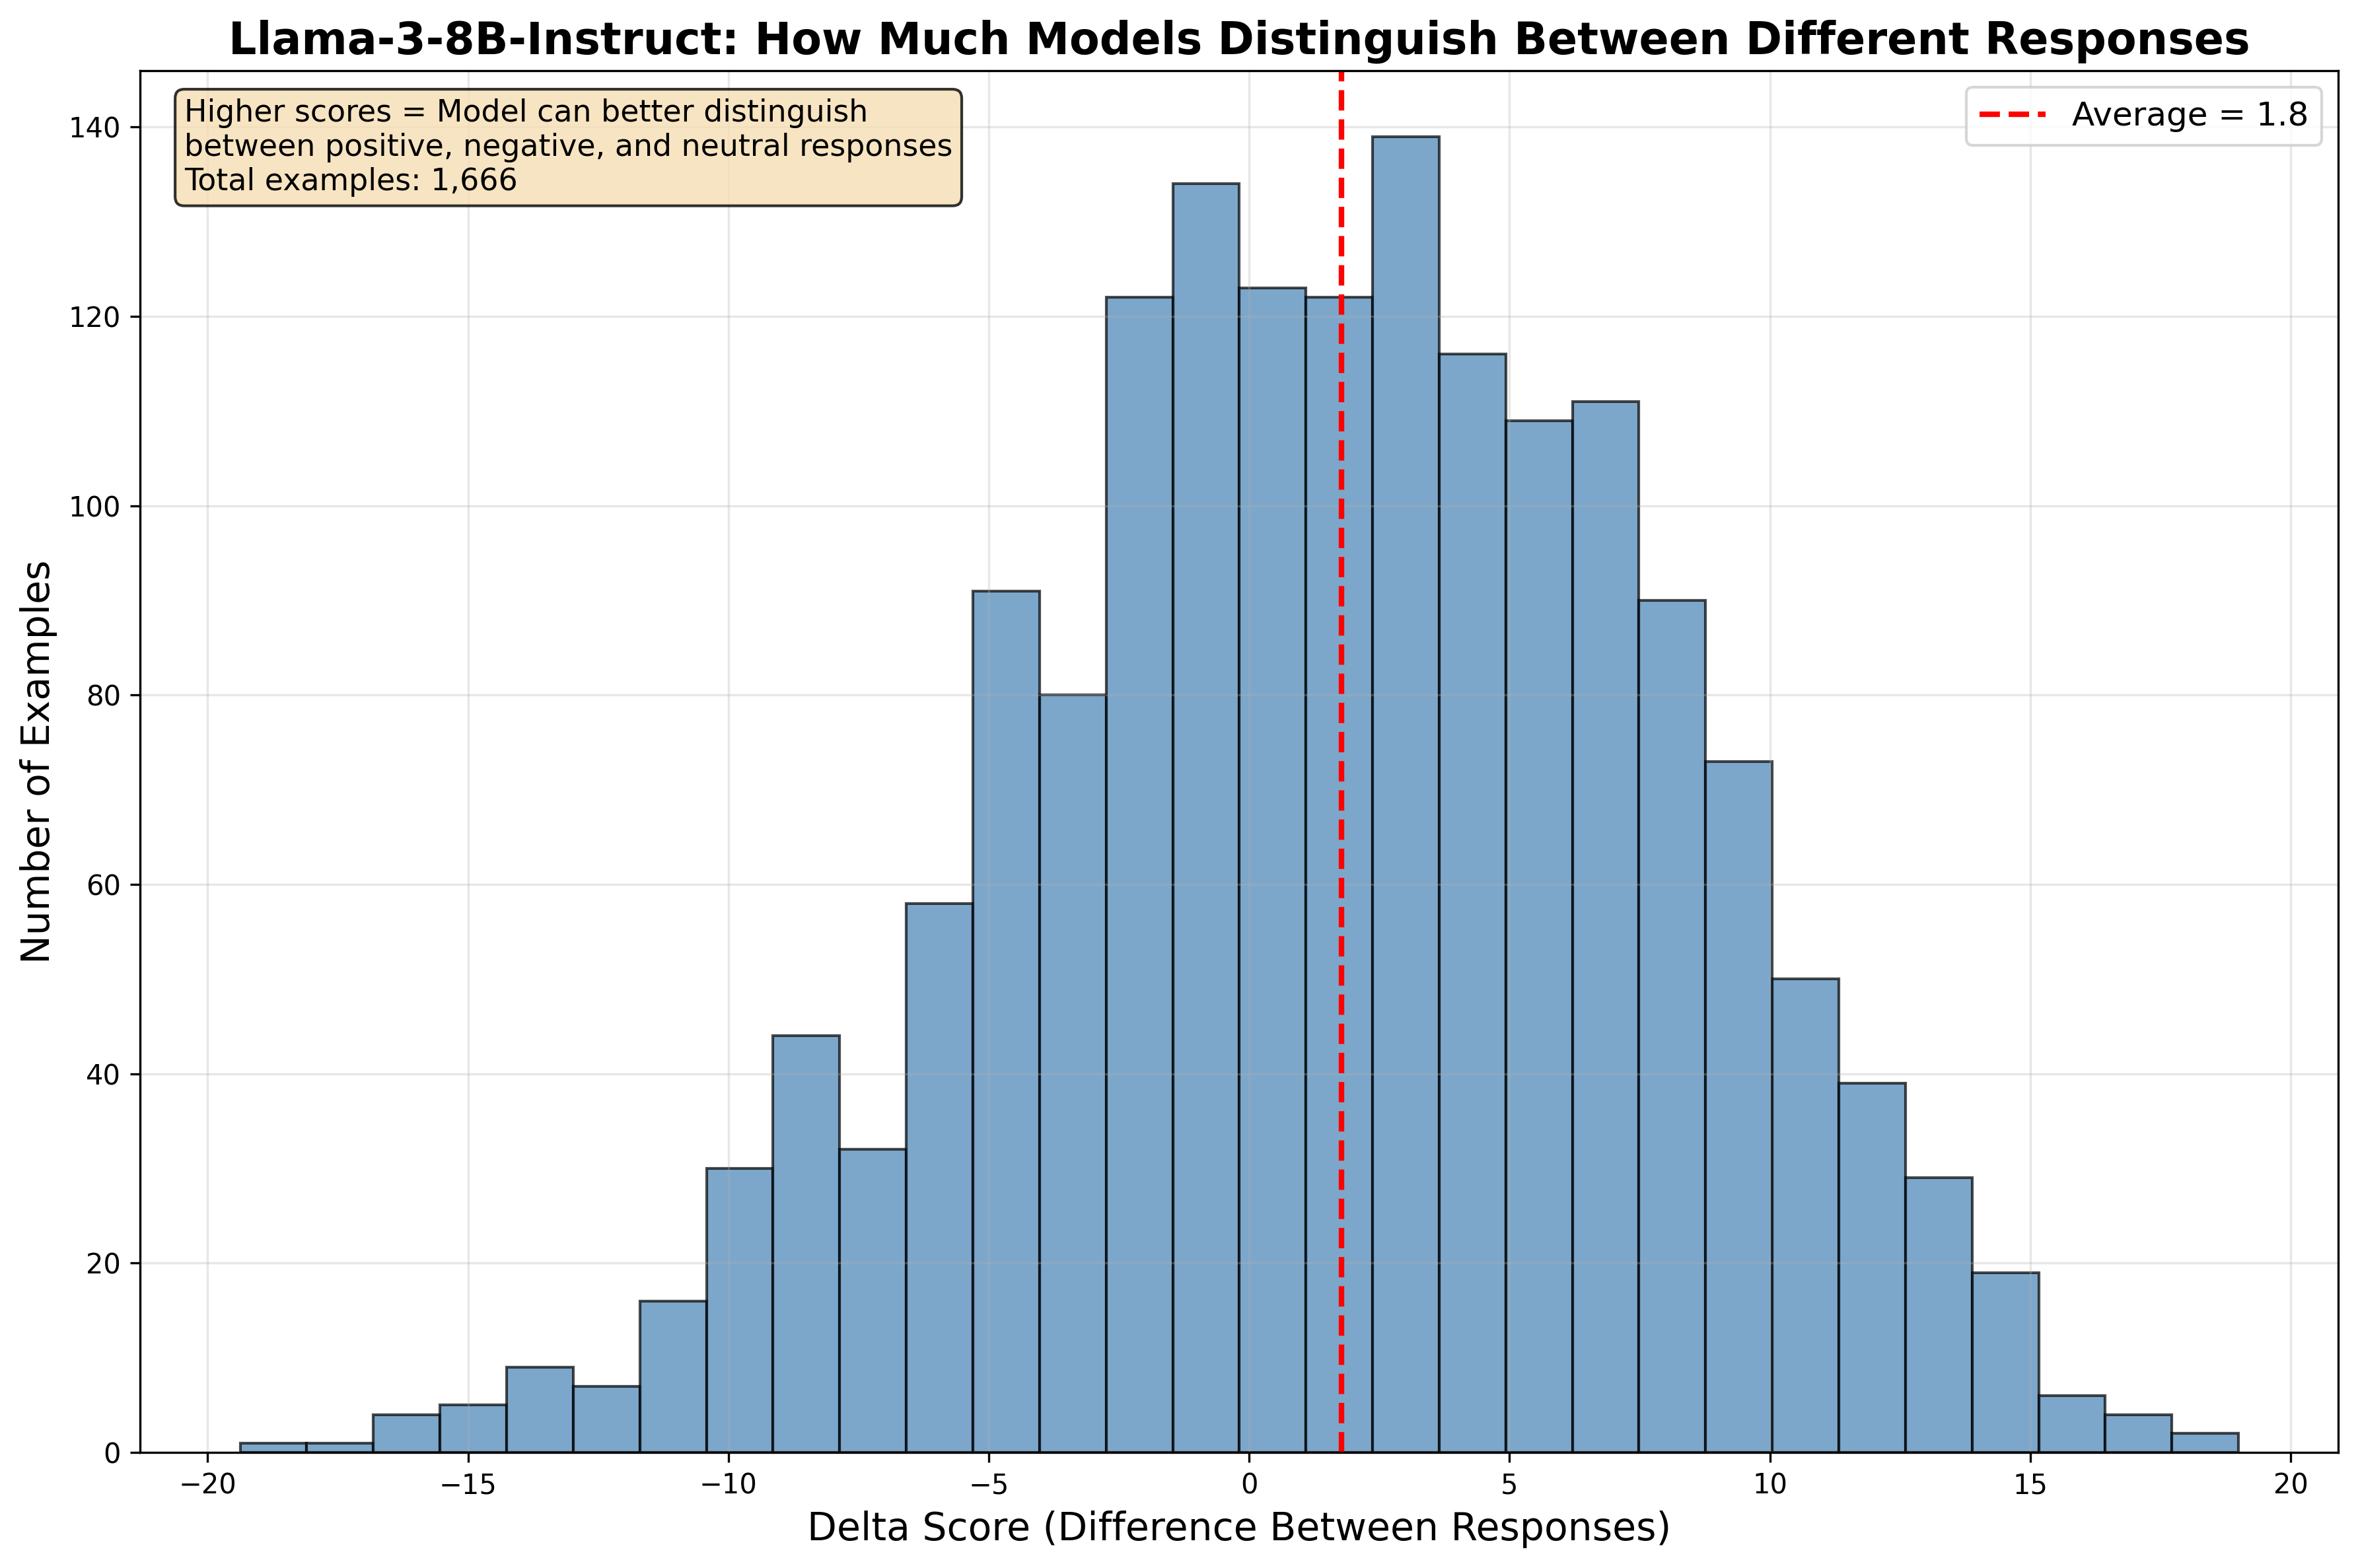 Llama-3-8B-Instruct: How Much Models Distinguish Between Different Responses
Higher scores = Model can better distinguish
between positive, negative, and neutral responses
Total examples: 1,666
Average = 1.8
Number of Examples
140
120
100
80
60
40
20
0
−20
−15
−10
−5
0
5
10
15
20
Delta Score (Difference Between Responses)